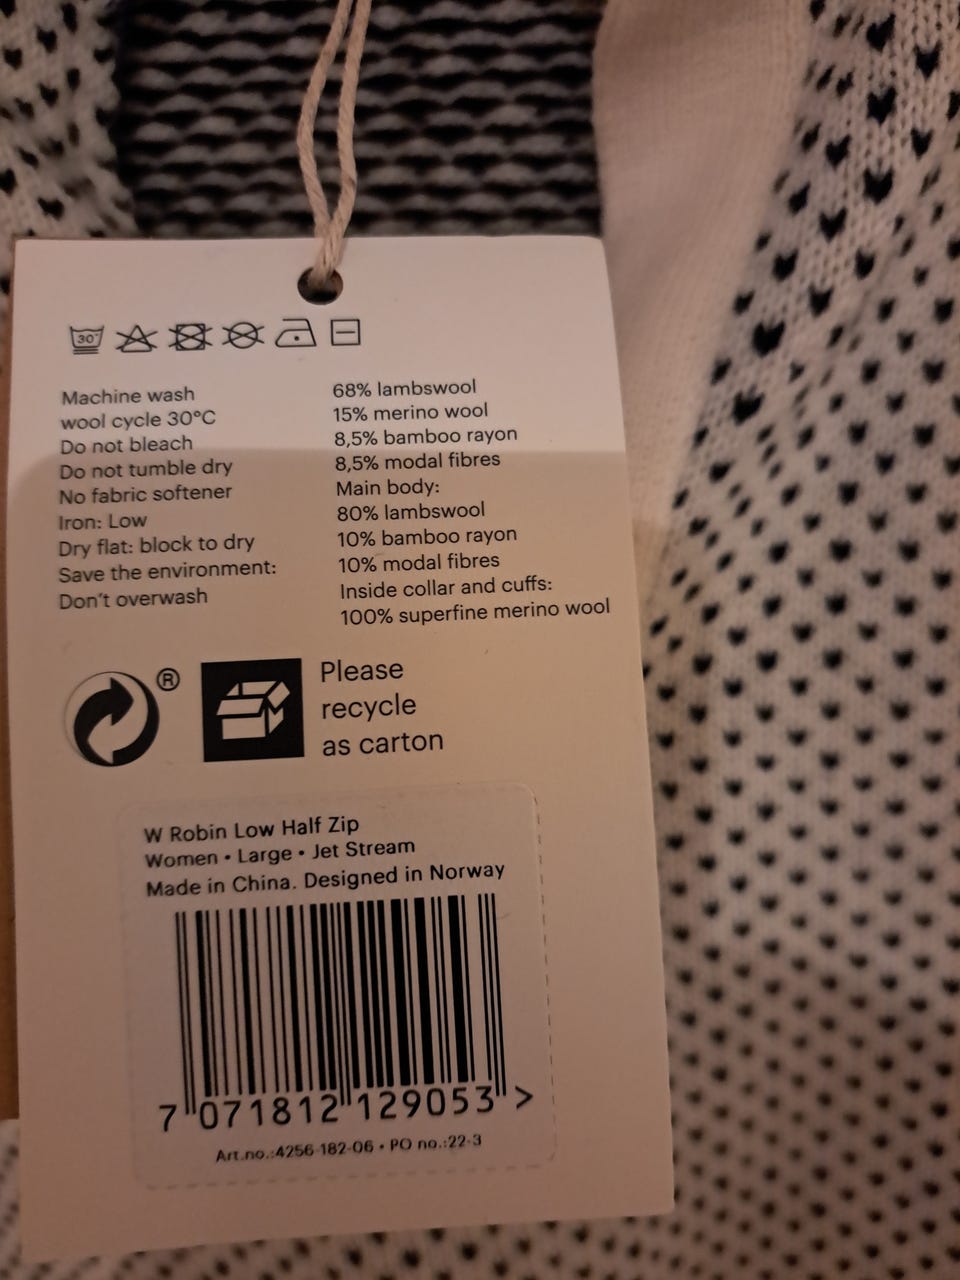 30°
Machine wash
wool cycle 30°C
Do not bleach
Do not tumble dry
No fabric softener
Iron: Low
Dry flat: block to dry
Save the environment:
Don't overwash
68% lambswool
15% merino wool
8,5% bamboo rayon
8,5% modal fibres
Main body:
80% lambswool
10% bamboo rayon
10% modal fibres
Inside collar and cuffs:
100% superfine merino wool
®
Please
recycle
as carton
W Robin Low Half Zip
Women • Large • Jet Stream
Made in China. Designed in Norway
7 071812 129053 >
Art.no.:4256-182-06 • PO no.:22-3